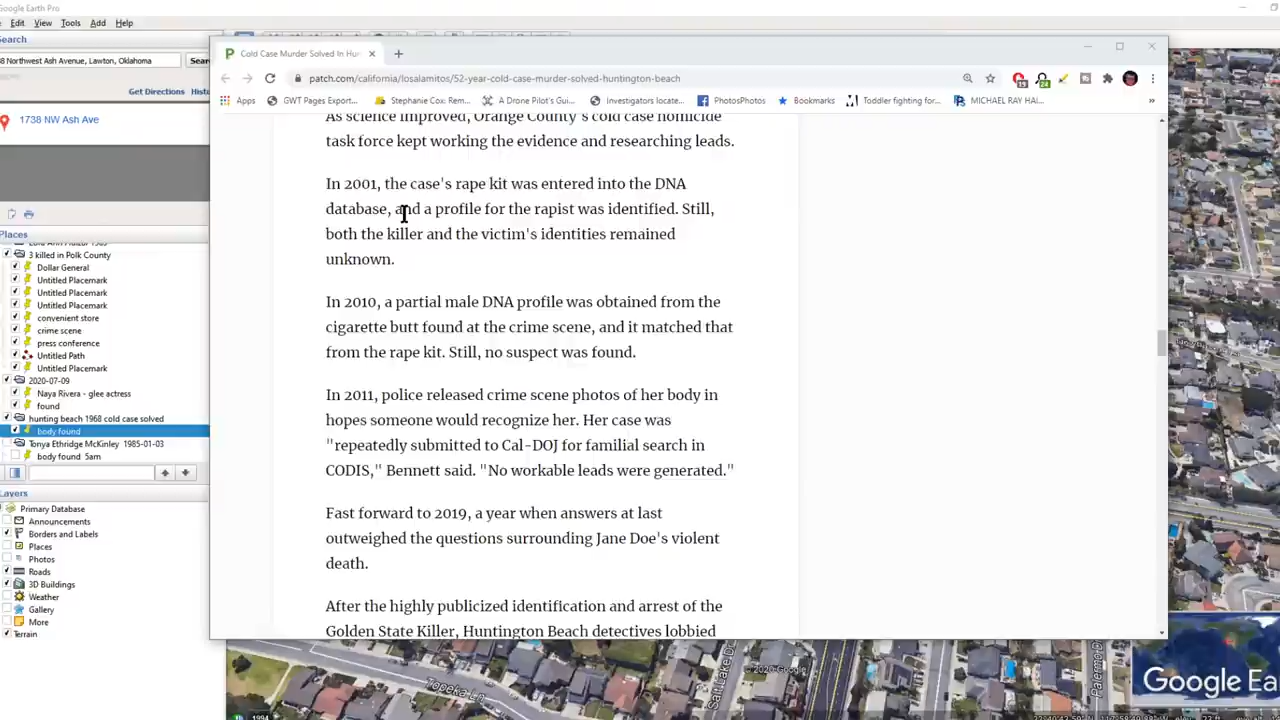 Google Earth Pro
Edit View Tools Add Help
Search
8 Northwest Ash Avenue, Lawton, Oklahoma
Get Directions Histo
1738 NW Ash Ave
Places
3 killed in Polk County
Dollar General
Untitled Placemark
Untitled Placemark
Untitled Placemark
convenient store
crime scene
press conference
Untitled Path
Untitled Placemark
2020-07-09
Naya Rivera - glee actress
found
hunting beach 1968 cold case solved
body found
Tonya Ethridge McKinley 1985-01-03
body found 5am
Layers
Primary Database
Announcements
Borders and Labels
Places
Photos
Roads
3D Buildings
Weather
Gallery
More
Terrain
Cold Case Murder Solved In Hun
patch.com/california/losalamitos/52-year-cold-case-murder-solved-huntington-beach
Apps GWT Pages Export... Stephanie Cox: Rem... A Drone Pilot's Gui... Investigators locate... PhotosPhotos Bookmarks Toddler fighting for... MICHAEL RAY HAI... »
As science improved, Orange County's cold case homicide
task force kept working the evidence and researching leads.
In 2001, the case's rape kit was entered into the DNA
database, and a profile for the rapist was identified. Still,
both the killer and the victim's identities remained
unknown.
In 2010, a partial male DNA profile was obtained from the
cigarette butt found at the crime scene, and it matched that
from the rape kit. Still, no suspect was found.
In 2011, police released crime scene photos of her body in
hopes someone would recognize her. Her case was
"repeatedly submitted to Cal-DOJ for familial search in
CODIS," Bennett said. "No workable leads were generated."
Fast forward to 2019, a year when answers at last
outweighed the questions surrounding Jane Doe's violent
death.
After the highly publicized identification and arrest of the
Golden State Killer, Huntington Beach detectives lobbied
Topeka Ln
Salt Lake Dr
Palermo
©2020 Google
Google Ea
1994